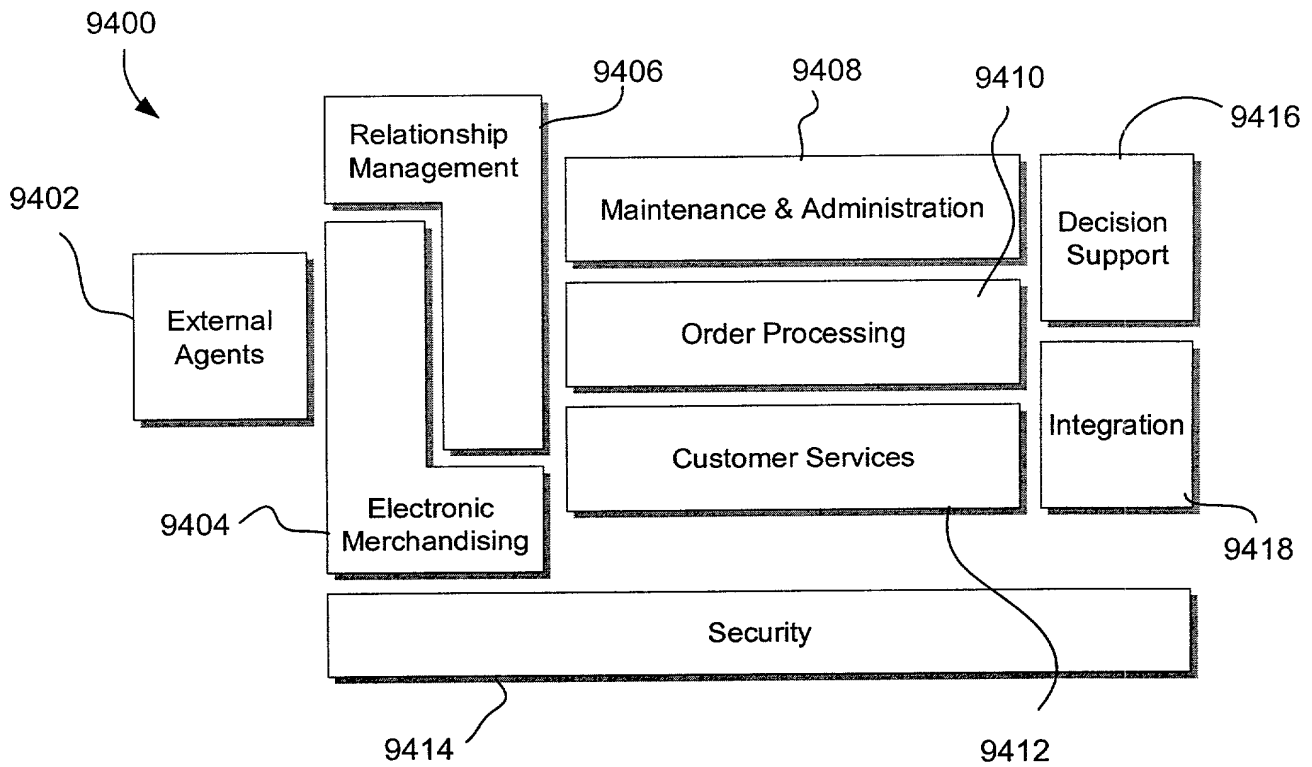 9400
9406
9408
9410
9416
Relationship
Management
9402
Maintenance & Administration
Decision
Support
External
Agents
Order Processing
Integration
Customer Services
9404
Electronic
Merchandising
9418
Security
9414
9412